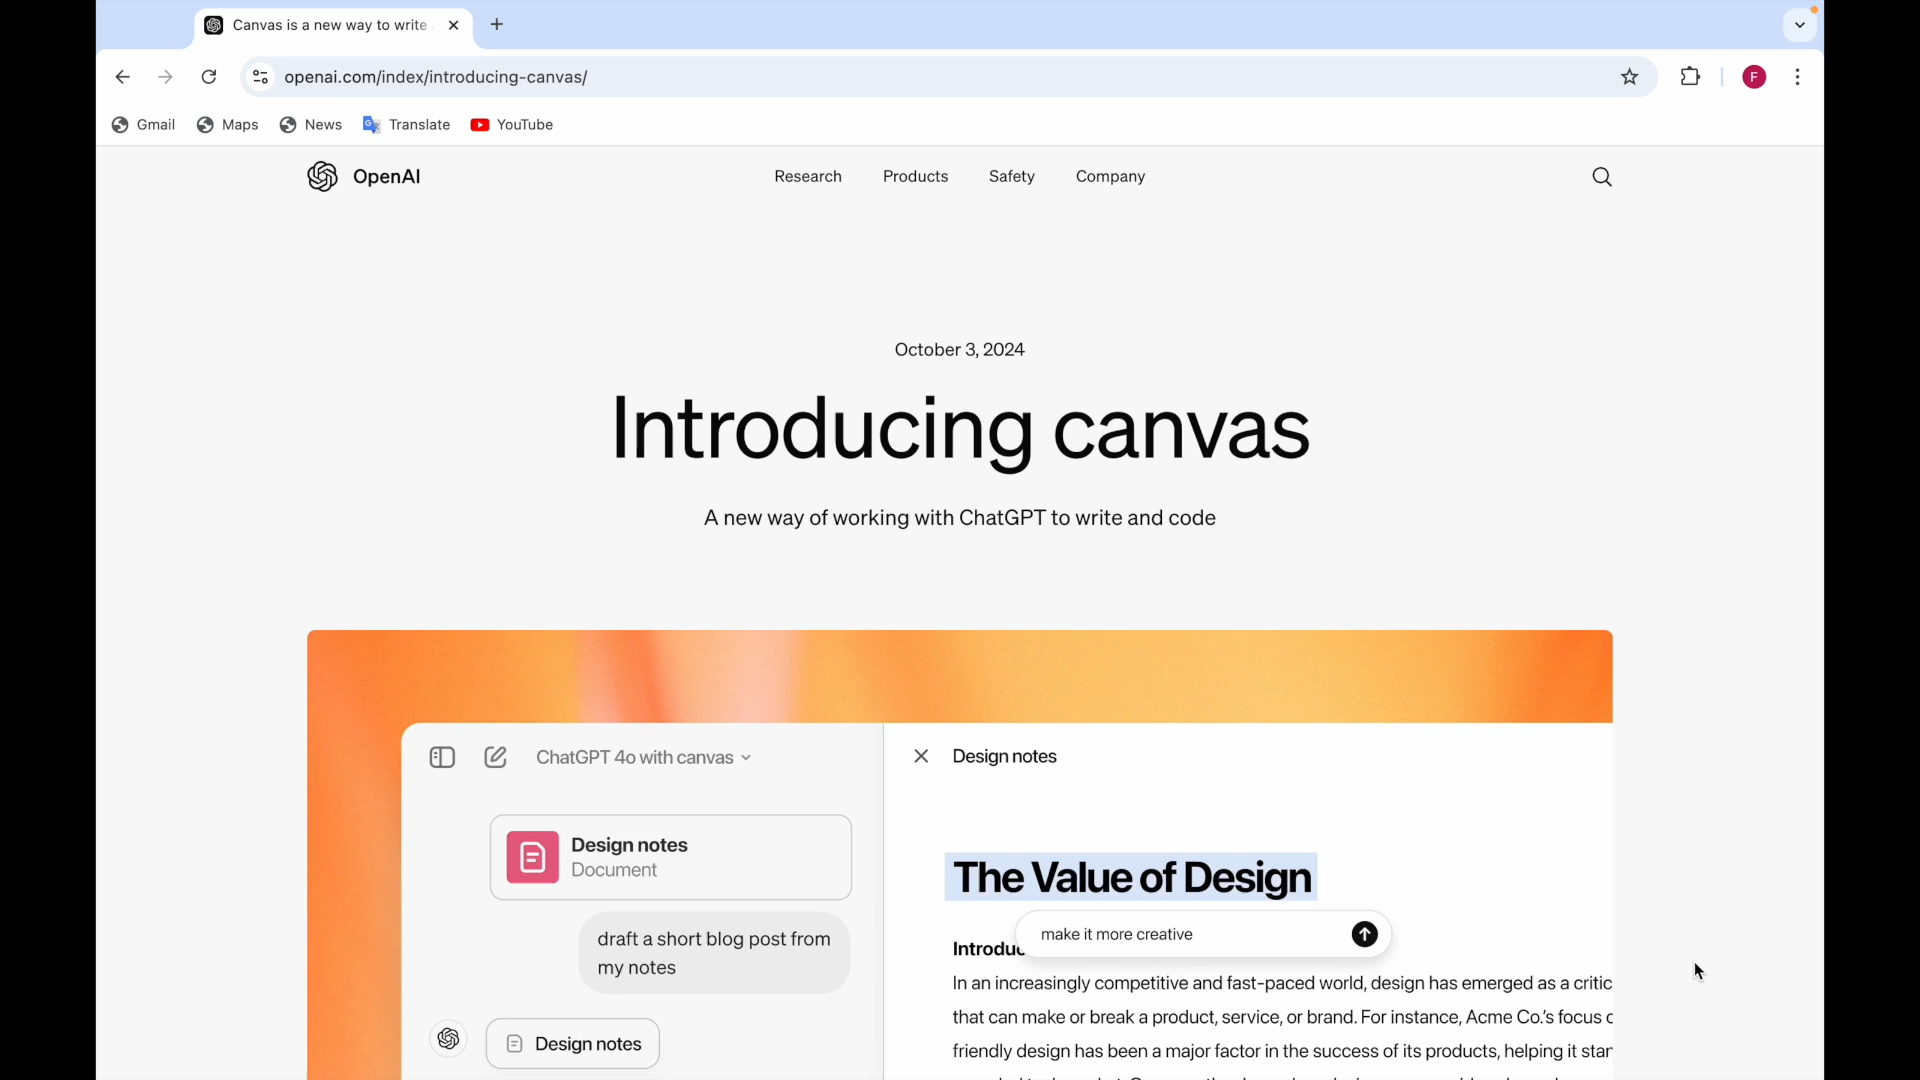 Canvas is a new way to write
openai.com/index/introducing-canvas/
F
Gmail
Maps
News
Translate
YouTube
OpenAI
Research
Products
Safety
Company
October 3, 2024
Introducing canvas
A new way of working with ChatGPT to write and code
ChatGPT 4o with canvas
Design notes
Document
draft a short blog post from
my notes
Design notes
Design notes
The Value of Design
make it more creative
Introduc
In an increasingly competitive and fast-paced world, design has emerged as a critic
that can make or break a product, service, or brand. For instance, Acme Co.'s focus o
friendly design has been a major factor in the success of its products, helping it stan